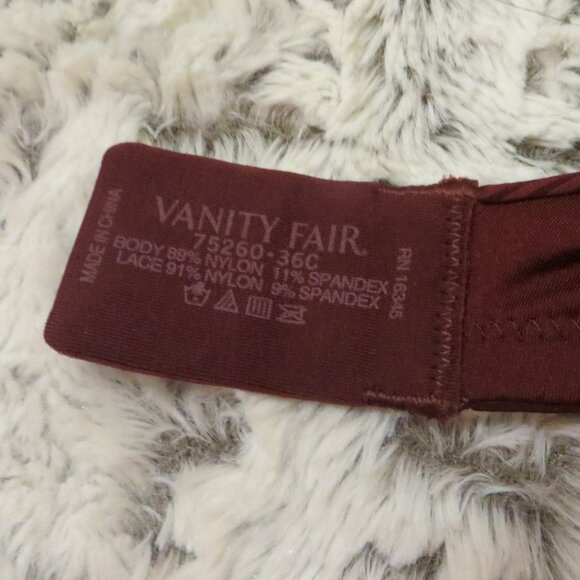 VANITY FAIR®
75260·36C
BODY 89% NYLON 11% SPANDEX
LACE 91% NYLON 9% SPANDEX
MADE IN CHINA
RN 16345